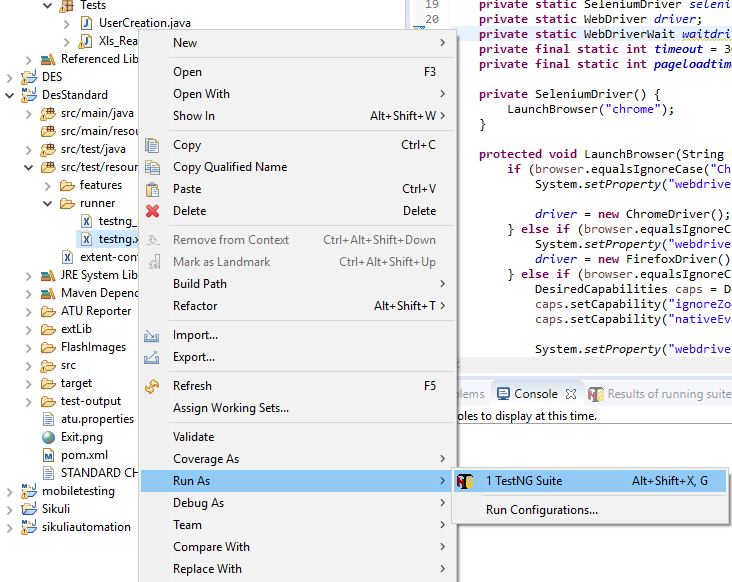 Tests
UserCreation.java
Xls_Rea
Referenced Lib
DES
DesStandard
src/main/java
src/main/resou
src/test/java
src/test/resour
features
runner
testng_
testng.x
extent-con
JRE System Lib
Maven Depend
ATU Reporter
extLib
FlashImages
src
target
test-output
atu.properties
Exit.png
pom.xml
STANDARD CH
mobiletesting
Sikuli
sikuliautomation
New
Open F3
Open With
Show In Alt+Shift+W
Copy Ctrl+C
Copy Qualified Name
Paste Ctrl+V
Delete Delete
Remove from Context Ctrl+Alt+Shift+Down
Mark as Landmark Ctrl+Alt+Shift+Up
Build Path
Refactor Alt+Shift+T
Import...
Export...
Refresh F5
Assign Working Sets...
Validate
Coverage As
Run As
Debug As
Team
Compare With
Replace With
1 TestNG Suite Alt+Shift+X, G
Run Configurations...
19 private static SeleniumDriver seleni
20 private static WebDriver driver;
private static WebDriverWait waitdri
private final static int timeout = 30
private final static int pageloadtime
private SeleniumDriver() {
LaunchBrowser("chrome");
}
protected void LaunchBrowser(String
if (browser.equalsIgnoreCase("Ch
System.setProperty("webdrive
driver = new ChromeDriver();
} else if (browser.equalsIgnoreC
System.setProperty("webdrive
driver = new FirefoxDriver()
} else if (browser.equalsIgnoreC
DesiredCapabilities caps = D
caps.setCapability("ignoreZo
caps.setCapability("nativeEv
System.setProperty("webdrive
blems Console Results of running suite
oles to display at this time.